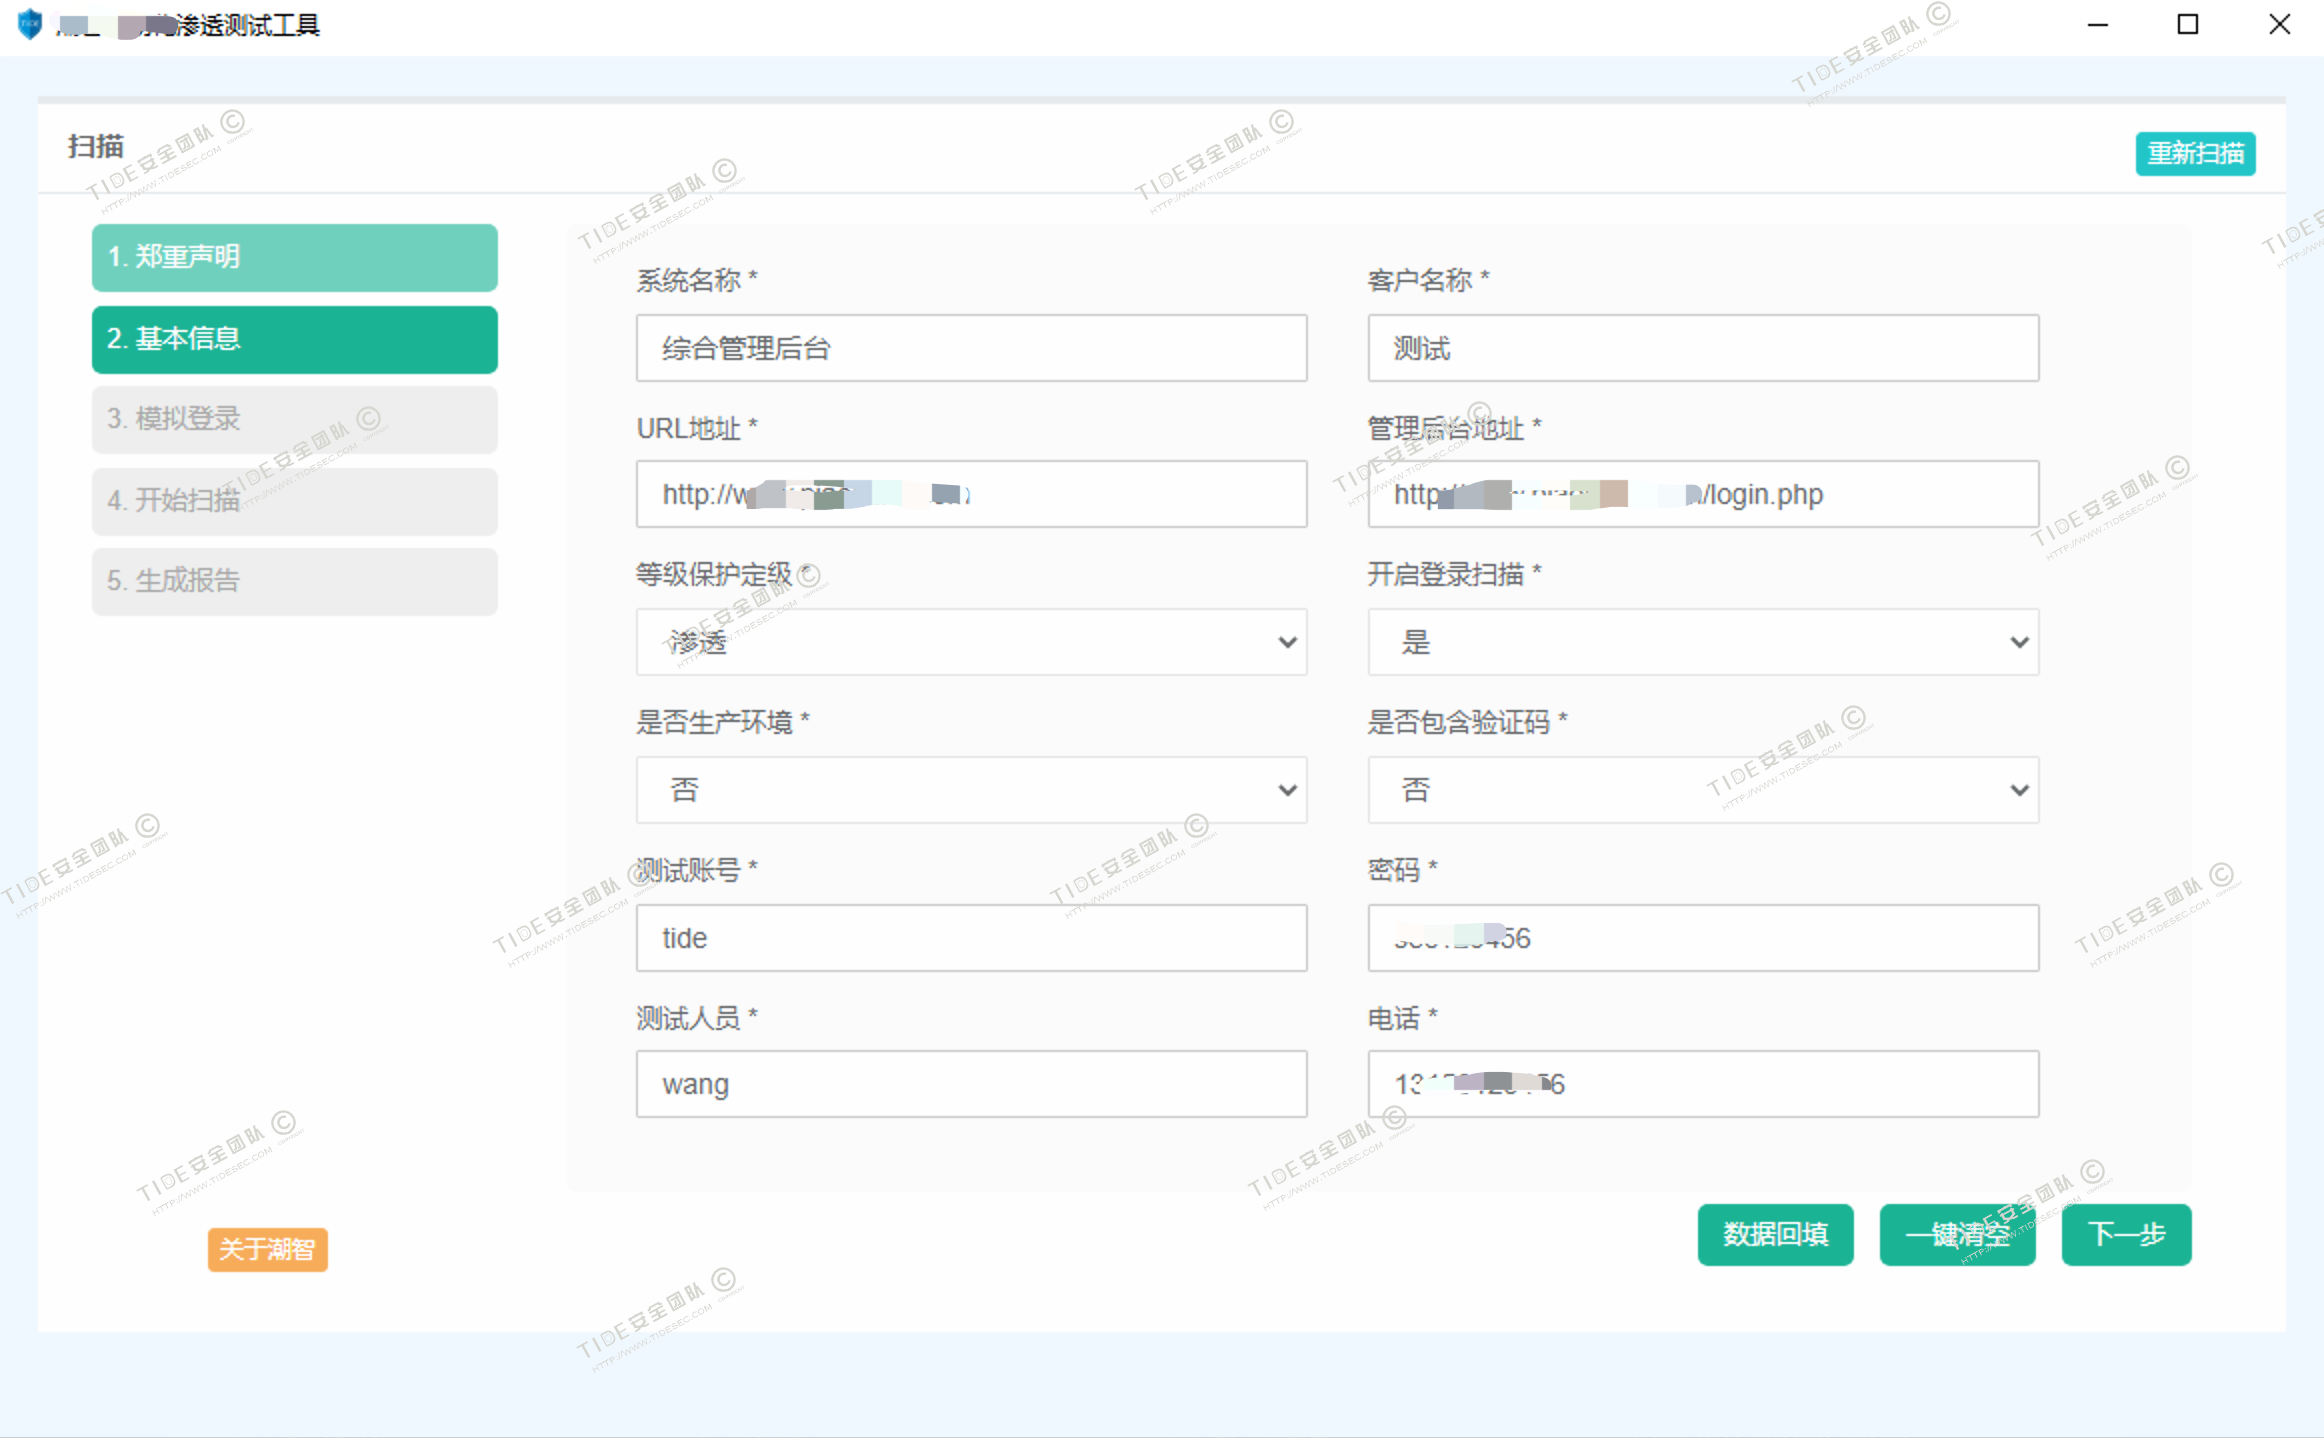 渗透测试工具
扫描
重新扫描
1. 郑重声明
2. 基本信息
3. 模拟登录
4. 开始扫描
5. 生成报告
系统名称 *
客户名称 *
综合管理后台
测试
URL地址 *
管理后台地址 *
http://w
http /login.php
等级保护定级 *
开启登录扫描 *
渗透
是
是否生产环境 *
是否包含验证码 *
否
否
测试账号 *
密码 *
tide
56
测试人员 *
电话 *
wang
13 6
关于潮智
数据回填
一键清空
下一步
TIDE安全团队 ©
HTTP://WWW.TIDESEC.COM